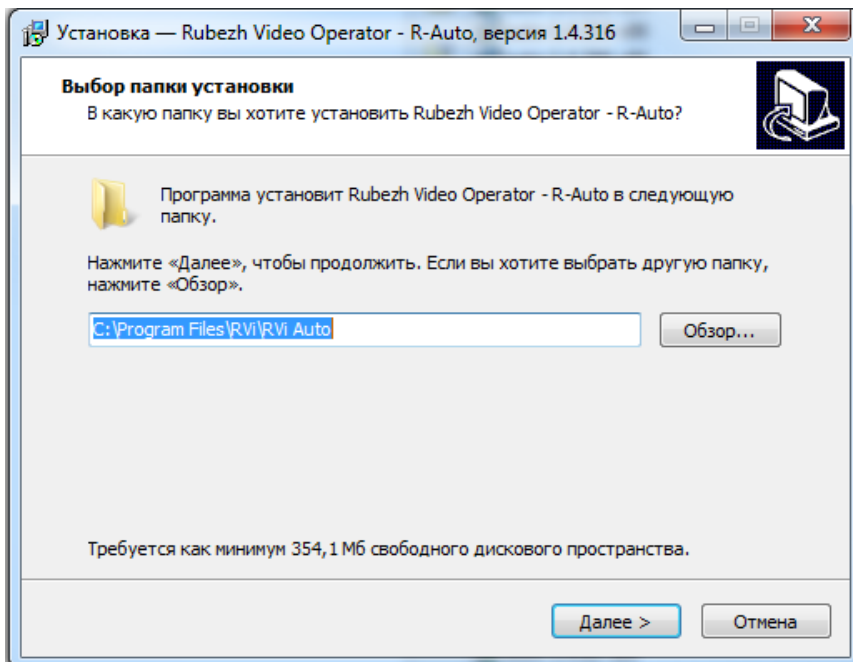 Установка — Rubezh Video Operator - R-Auto, версия 1.4.316
Выбор папки установки
В какую папку вы хотите установить Rubezh Video Operator - R-Auto?
Программа установит Rubezh Video Operator - R-Auto в следующую
папку.
Нажмите «Далее», чтобы продолжить. Если вы хотите выбрать другую папку,
нажмите «Обзор».
C:\Program Files\RVi\RVi Auto
Обзор...
Требуется как минимум 354,1 Мб свободного дискового пространства.
Далее >
Отмена